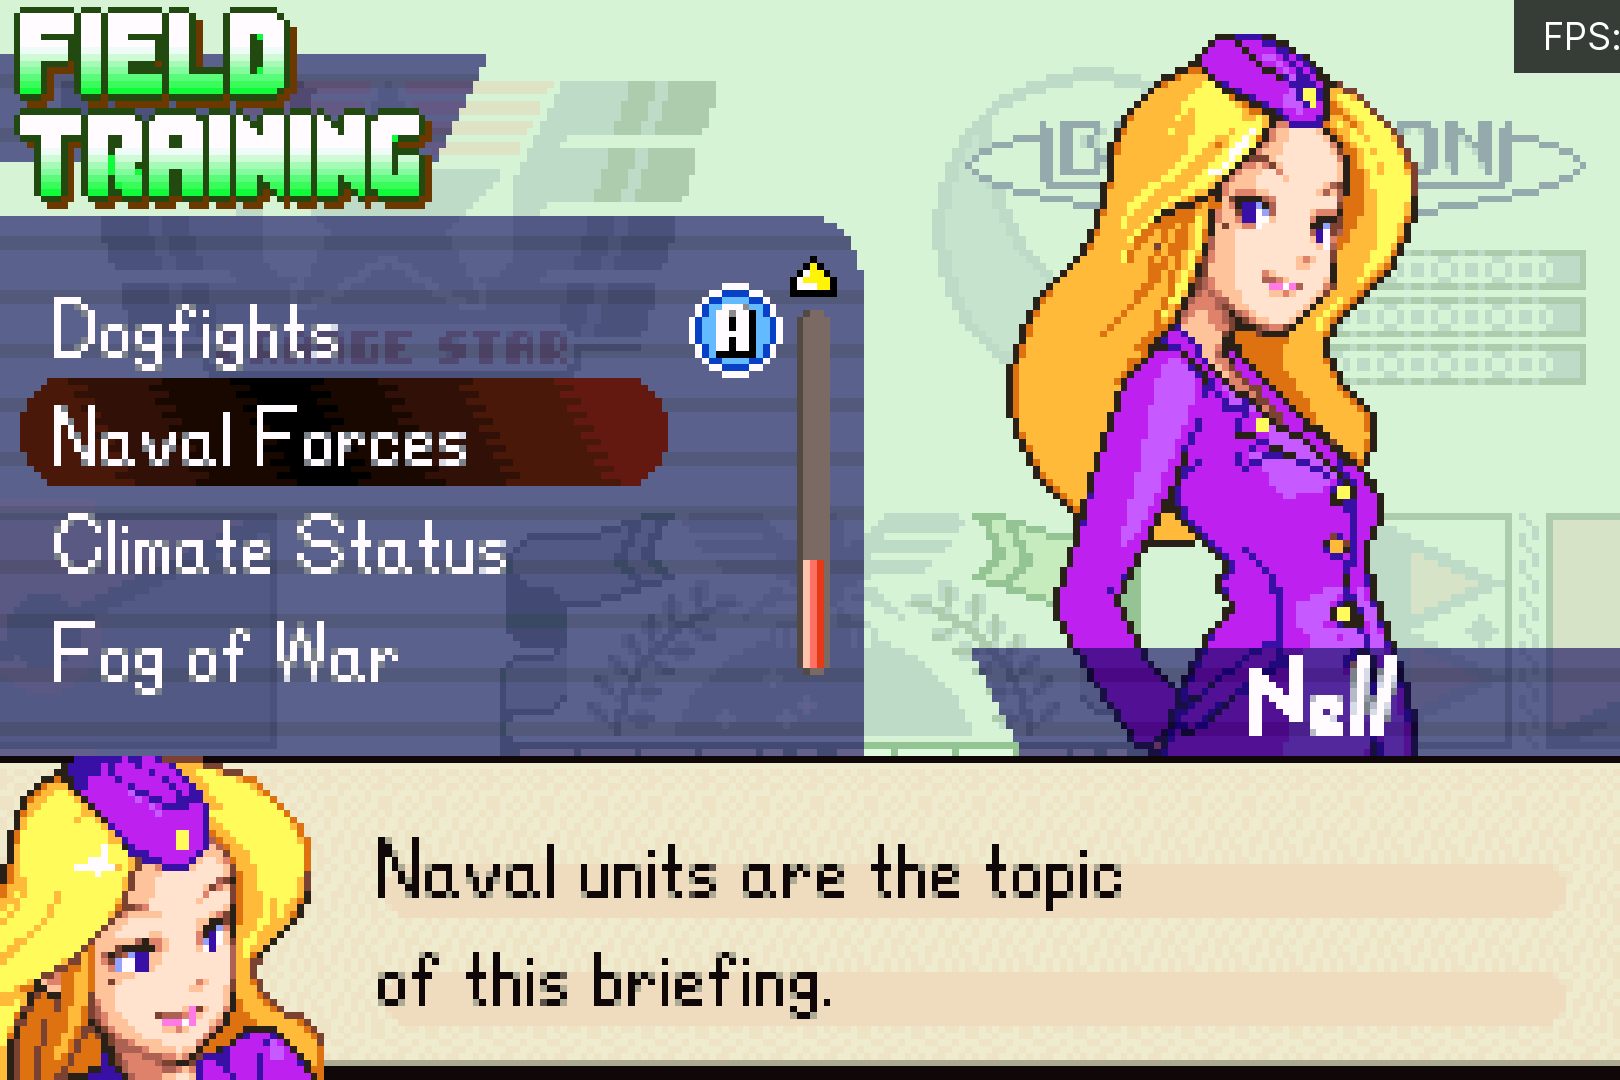 FIELD
TRAINING
FPS:
Dogfights
A
Naval Forces
Climate Status
Fog of War
Nell
Naval units are the topic
of this briefing.